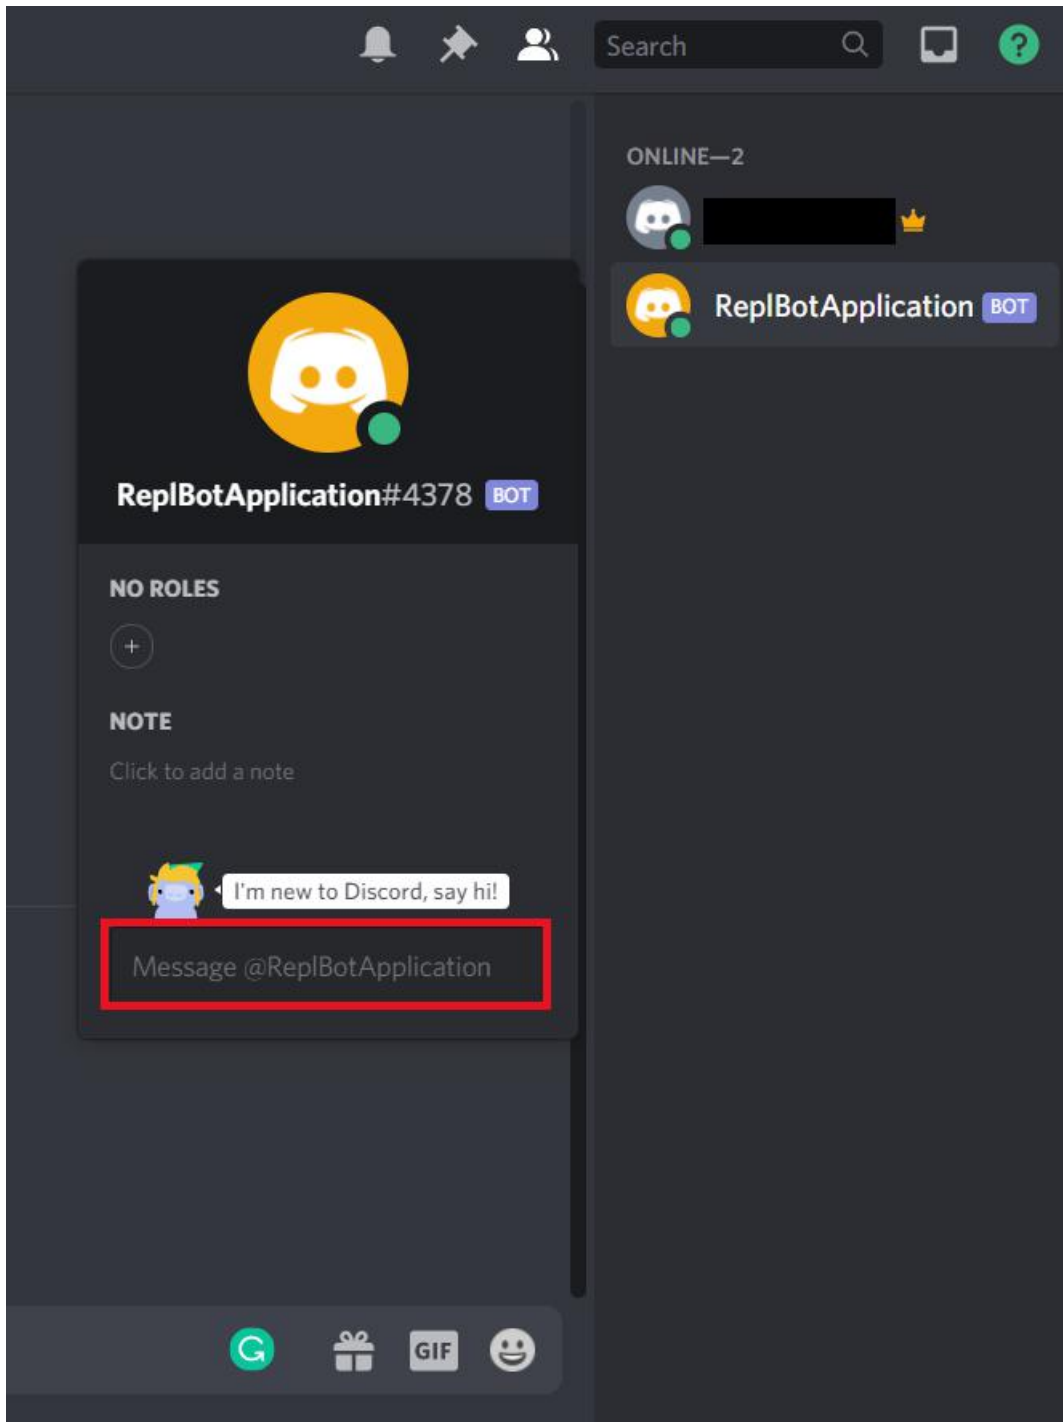 Search
ONLINE—2
ReplBotApplication BOT
ReplBotApplication#4378 BOT
NO ROLES
NOTE
Click to add a note
I'm new to Discord, say hi!
Message @ReplBotApplication
GIF